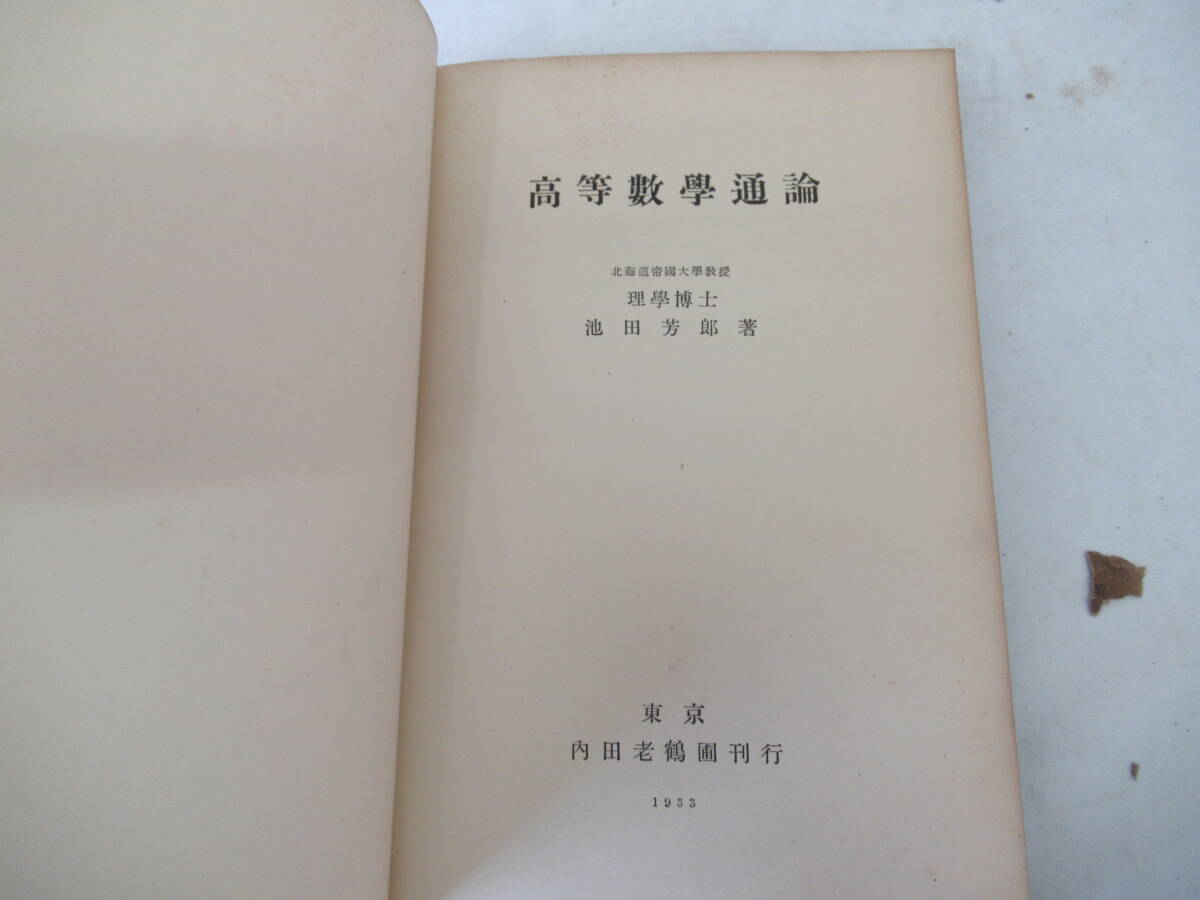 高等數學通論
北海道帝國大學教授
理學博士
池田芳郎著
東京
內田老鶴圃刊行
1933